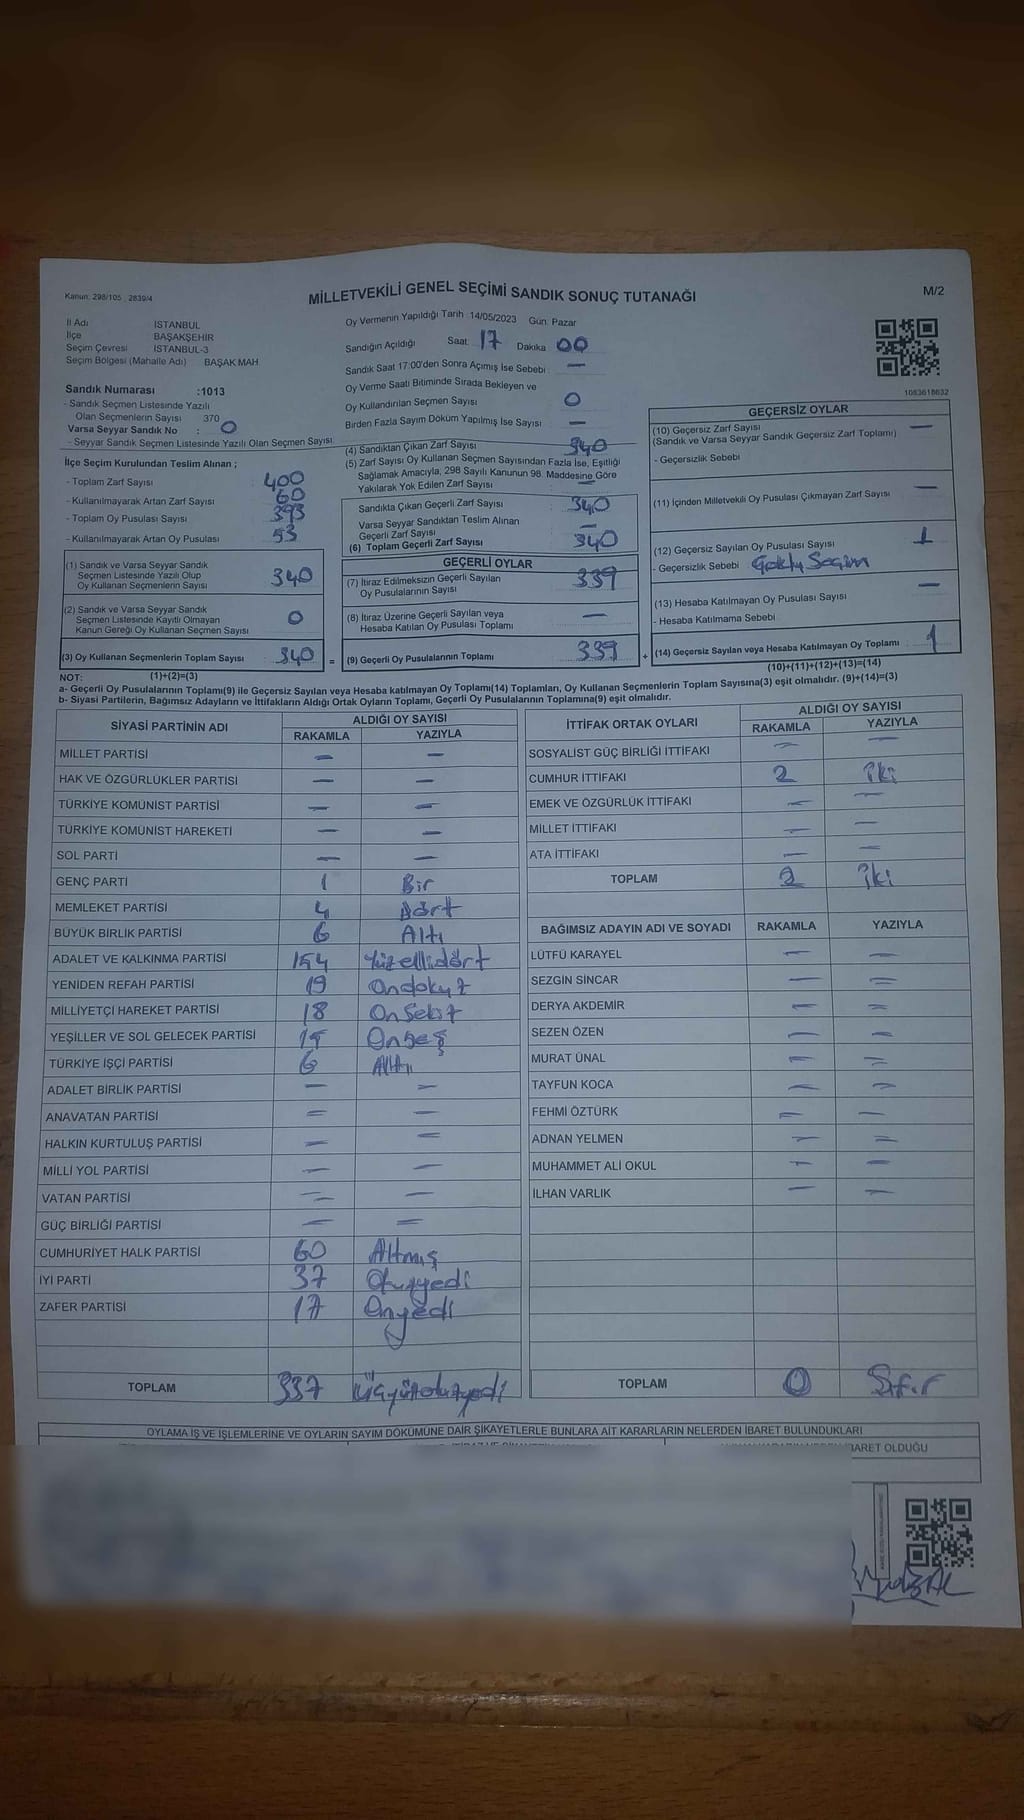 Kanun: 298/105 2839/4
MİLLETVEKİLİ GENEL SEÇİMİ SANDIK SONUÇ TUTANAĞI
M/2
İl Adı İSTANBUL
İlçe BAŞAKŞEHİR
Seçim Çevresi İSTANBUL-3
Seçim Bölgesi (Mahalle Adı) BAŞAK MAH
Sandık Numarası :1013
- Sandık Seçmen Listesinde Yazılı
Olan Seçmenlerin Sayısı 370
Varsa Seyyar Sandık No : 0
- Seyyar Sandık Seçmen Listesinde Yazılı Olan Seçmen Sayısı
İlçe Seçim Kurulundan Teslim Alınan ;
- Toplam Zarf Sayısı 400
- Kullanılmayarak Artan Zarf Sayısı 60
- Toplam Oy Pusulası Sayısı 393
- Kullanılmayarak Artan Oy Pusulası 53
Oy Vermenin Yapıldığı Tarih 14/05/2023 Gün: Pazar
Sandığın Açıldığı Saat 17 Dakika 00
Sandık Saat 17:00'den Sonra Açımış İse Sebebi —
Oy Verme Saati Bitiminde Sırada Bekleyen ve
Oy Kullandırılan Seçmen Sayısı 0
Birden Fazla Sayım Döküm Yapılmış İse Sayısı —
(4) Sandıktan Çıkan Zarf Sayısı 340
(5) Zarf Sayısı Oy Kullanan Seçmen Sayısından Fazla İse, Eşitliği
Sağlamak Amacıyla, 298 Sayılı Kanunun 98. Maddesine Göre
Yakılarak Yok Edilen Zarf Sayısı —
Sandıkla Çıkan Geçerli Zarf Sayısı 340
Varsa Seyyar Sandıktan Teslim Alınan
Geçerli Zarf Sayısı —
(6) Toplam Geçerli Zarf Sayısı 340
1083618632
GEÇERSİZ OYLAR
(10) Geçersiz Zarf Sayısı —
(Sandık ve Varsa Seyyar Sandık Geçersiz Zarf Toplamı)
- Geçersizlik Sebebi
(11) İçinden Milletvekili Oy Pusulası Çıkmayan Zarf Sayısı —
(12) Geçersiz Sayılan Oy Pusulası Sayısı 1
- Geçersizlik Sebebi Seçim
(13) Hesaba Katılmayan Oy Pusulası Sayısı —
- Hesaba Katılmama Sebebi
(14) Geçersiz Sayılan veya Hesaba Katılmayan Oy Toplamı 1
(10)+(11)+(12)+(13)=(14)
(1) Sandık ve Varsa Seyyar Sandık
Seçmen Listesinde Yazılı Olup
Oy Kullanan Seçmenlerin Sayısı 340
(2) Sandık ve Varsa Seyyar Sandık
Seçmen Listesinde Kayıtlı Olmayan
Kanun Gereği Oy Kullanan Seçmen Sayısı 0
(3) Oy Kullanan Seçmenlerin Toplam Sayısı 340 =
(1)+(2)=(3)
GEÇERLİ OYLAR
(7) İtiraz Edilmeksizin Geçerli Sayılan
Oy Pusulalarının Sayısı 339
(8) İtiraz Üzerine Geçerli Sayılan veya
Hesaba Katılan Oy Pusulası Toplamı —
(9) Geçerli Oy Pusulalarının Toplamı 339 +
NOT:
a- Geçerli Oy Pusulalarının Toplamı(9) ile Geçersiz Sayılan veya Hesaba katılmayan Oy Toplamı(14) Toplamları, Oy Kullanan Seçmenlerin Toplam Sayısına(3) eşit olmalıdır. (9)+(14)=(3)
b- Siyasi Partilerin, Bağımsız Adayların ve İttifakların Aldığı Ortak Oyların Toplamı, Geçerli Oy Pusulalarının Toplamına(9) eşit olmalıdır.
SİYASİ PARTİNİN ADI ALDIĞI OY SAYISI
RAKAMLA YAZIYLA
MİLLET PARTİSİ — —
HAK VE ÖZGÜRLÜKLER PARTİSİ — —
TÜRKİYE KOMÜNİST PARTİSİ — —
TÜRKİYE KOMÜNİST HAREKETİ — —
SOL PARTİ — —
GENÇ PARTİ 1 Bir
MEMLEKET PARTİSİ 4 Dört
BÜYÜK BİRLİK PARTİSİ 6 Altı
ADALET VE KALKINMA PARTİSİ 154 Yüzellidört
YENİDEN REFAH PARTİSİ 19 Ondokuz
MİLLİYETÇİ HAREKET PARTİSİ 18 OnSekiz
YEŞİLLER VE SOL GELECEK PARTİSİ 15 Onbeş
TÜRKİYE İŞÇİ PARTİSİ 6 Altı
ADALET BİRLİK PARTİSİ — —
ANAVATAN PARTİSİ — —
HALKIN KURTULUŞ PARTİSİ — —
MİLLİ YOL PARTİSİ — —
VATAN PARTİSİ — —
GÜÇ BİRLİĞİ PARTİSİ — —
CUMHURİYET HALK PARTİSİ 60 Altmış
İYİ PARTİ 37 Otuzyedi
ZAFER PARTİSİ 17 Onyedi
TOPLAM 337 Üçyüzotuzyedi
İTTİFAK ORTAK OYLARI ALDIĞI OY SAYISI
RAKAMLA YAZIYLA
SOSYALİST GÜÇ BİRLİĞİ İTTİFAKI — —
CUMHUR İTTİFAKI 2 İki
EMEK VE ÖZGÜRLÜK İTTİFAKI — —
MİLLET İTTİFAKI — —
ATA İTTİFAKI — —
TOPLAM 2 İki
BAĞIMSIZ ADAYIN ADI VE SOYADI RAKAMLA YAZIYLA
LÜTFÜ KARAYEL — —
SEZGİN SİNCAR — —
DERYA AKDEMİR — —
SEZEN ÖZEN — —
MURAT ÜNAL — —
TAYFUN KOCA — —
FEHMİ ÖZTÜRK — —
ADNAN YELMEN — —
MUHAMMET ALİ OKUL — —
İLHAN VARLIK — —
TOPLAM 0 Sıfır
OYLAMA İŞ VE İŞLEMLERİNE VE OYLARIN SAYIM DÖKÜMÜNE DAİR ŞİKAYETLERLE BUNLARA AİT KARARLARIN NELERDEN İBARET BULUNDUKLARI
BARET OLDUĞU